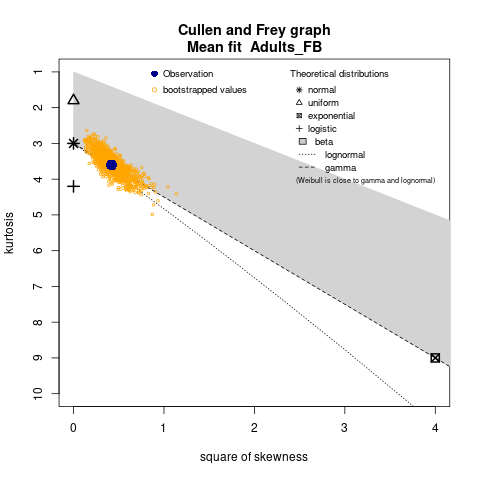 Cullen and Frey graph
Mean fit  Adults_FB
Observation
bootstrapped values
Theoretical distributions
normal
uniform
exponential
logistic
beta
lognormal
gamma
(Weibull is close to gamma and lognormal)
kurtosis
1
2
3
4
5
6
7
8
9
10
0
1
2
3
4
square of skewness